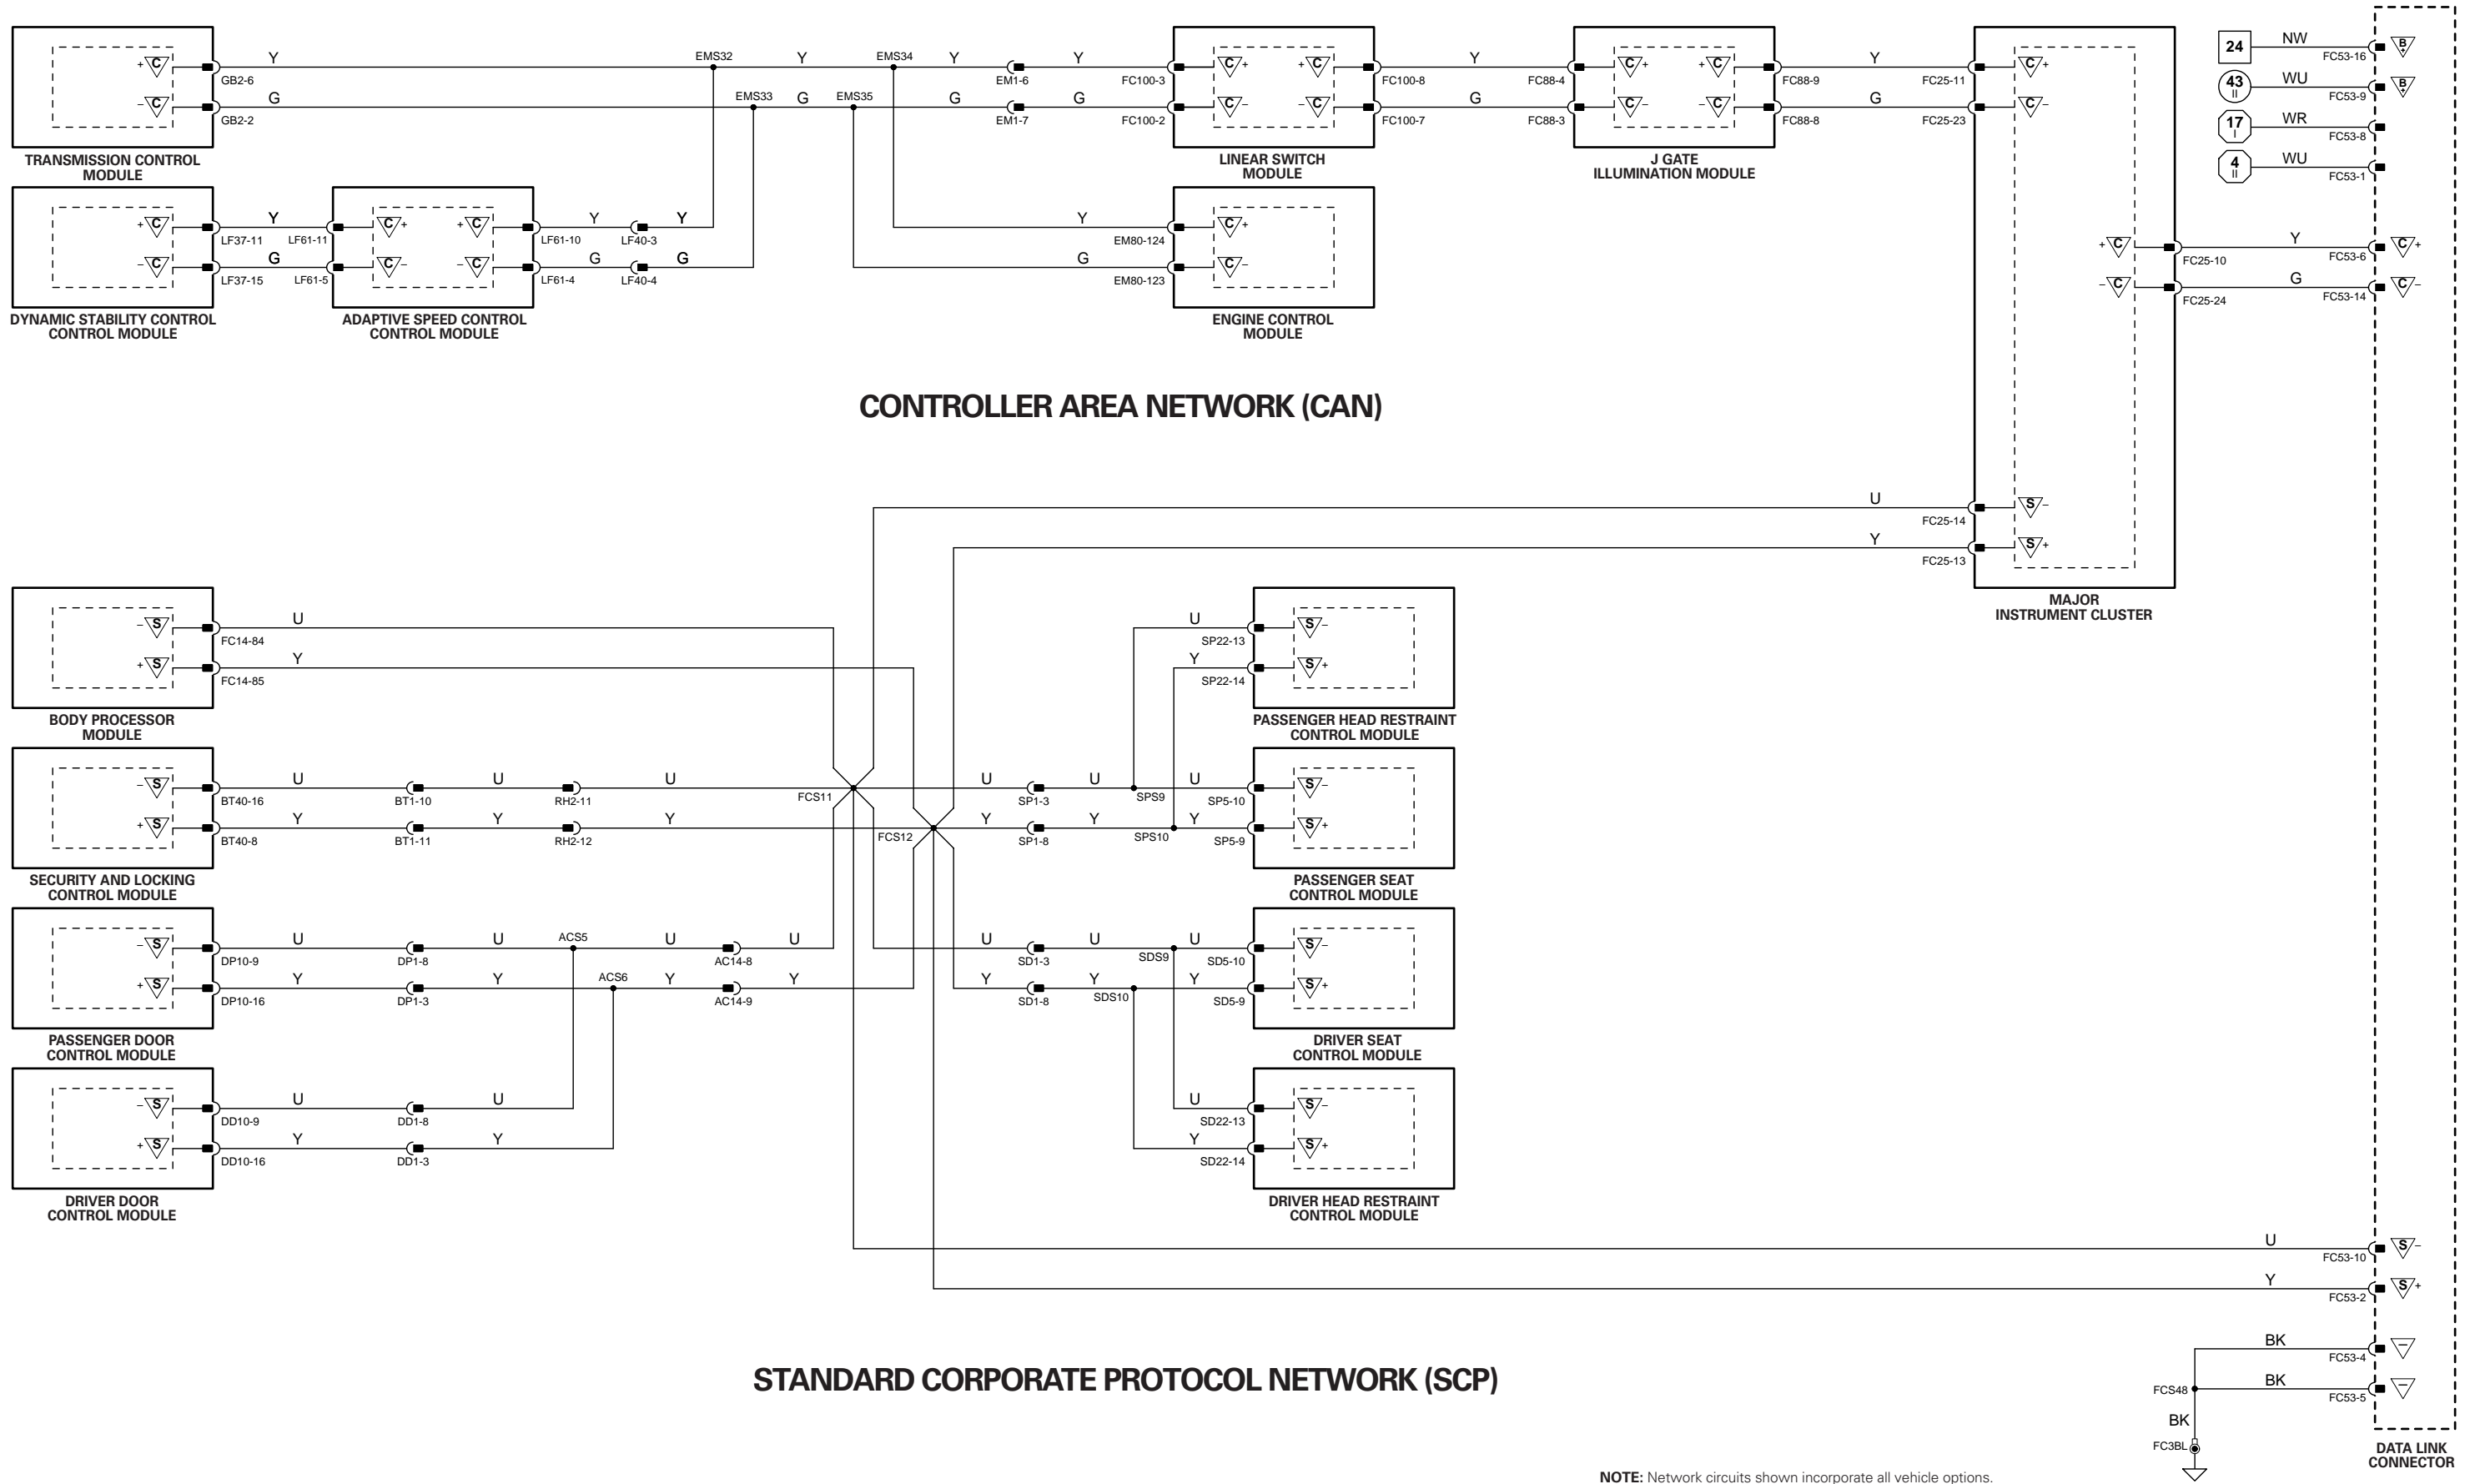 Y EMS32 Y EMS34 Y Y Y Y
+ C GB2-6 EM1-6 FC100-3 C + + C FC100-8 FC88-4 C + + C FC88-9 FC25-11 C +
G EMS33 G EMS35 G G G G
– C GB2-2 EM1-7 FC100-2 C – – C FC100-7 FC88-3 C – – C FC88-8 FC25-23 C –
TRANSMISSION CONTROL
MODULE
LINEAR SWITCH
MODULE
J GATE
ILLUMINATION MODULE
24 NW FC53-16 B +
43 II WU FC53-9 B +
17 I WR FC53-8
4 II WU FC53-1
Y Y Y Y
+ C LF37-11 LF61-11 C + + C LF61-10 LF40-3 EM80-124 C +
G G G G
– C LF37-15 LF61-5 C – – C LF61-4 LF40-4 EM80-123 C –
+ C FC25-10 Y FC53-6 C +
– C FC25-24 G FC53-14 C –
DYNAMIC STABILITY CONTROL
CONTROL MODULE
ADAPTIVE SPEED CONTROL
CONTROL MODULE
ENGINE CONTROL
MODULE
CONTROLLER AREA NETWORK (CAN)
U FC25-14 S –
Y FC25-13 S +
MAJOR
INSTRUMENT CLUSTER
– S FC14-84 U
+ S FC14-85 Y
U SP22-13 S –
Y SP22-14 S +
BODY PROCESSOR
MODULE
PASSENGER HEAD RESTRAINT
CONTROL MODULE
– S BT40-16 U BT1-10 U RH2-11 U FCS11 U SP1-3 U SPS9 U SP5-10 S –
+ S BT40-8 Y BT1-11 Y RH2-12 Y FCS12 Y SP1-8 Y SPS10 Y SP5-9 S +
SECURITY AND LOCKING
CONTROL MODULE
PASSENGER SEAT
CONTROL MODULE
– S DP10-9 U DP1-8 U ACS5 U AC14-8 U U SD1-3 U SDS9 U SD5-10 S –
+ S DP10-16 Y DP1-3 Y ACS6 Y AC14-9 Y Y SD1-8 Y SDS10 Y SD5-9 S +
PASSENGER DOOR
CONTROL MODULE
DRIVER SEAT
CONTROL MODULE
– S DD10-9 U DD1-8 U U SD22-13 S –
+ S DD10-16 Y DD1-3 Y Y SD22-14 S +
DRIVER DOOR
CONTROL MODULE
DRIVER HEAD RESTRAINT
CONTROL MODULE
U FC53-10 S –
Y FC53-2 S +
BK FC53-4 –
FCS48 BK FC53-5 –
BK
FC3BL
STANDARD CORPORATE PROTOCOL NETWORK (SCP)
DATA LINK
CONNECTOR
NOTE: Network circuits shown incorporate all vehicle options.